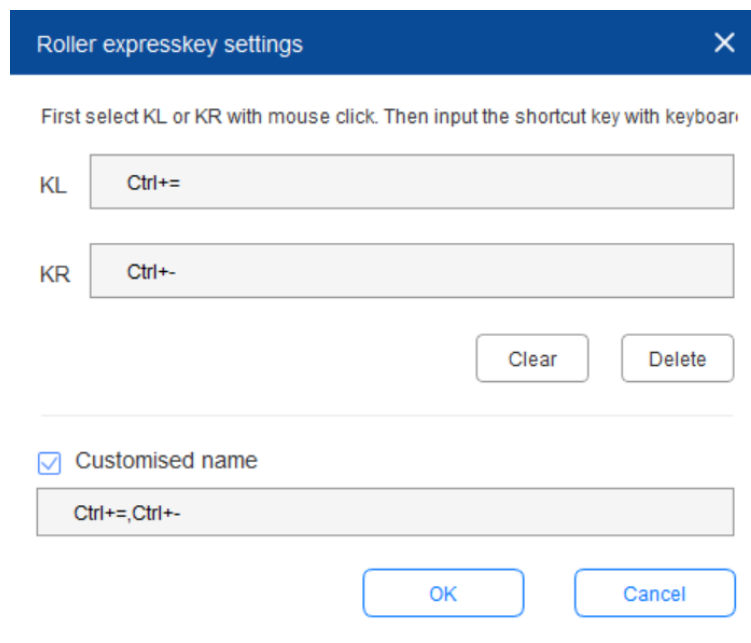 Roller expresskey settings
First select KL or KR with mouse click. Then input the shortcut key with keyboar
KL Ctrl+=
KR Ctrl+-
Clear Delete
Customised name
Ctrl+=,Ctrl+-
OK Cancel